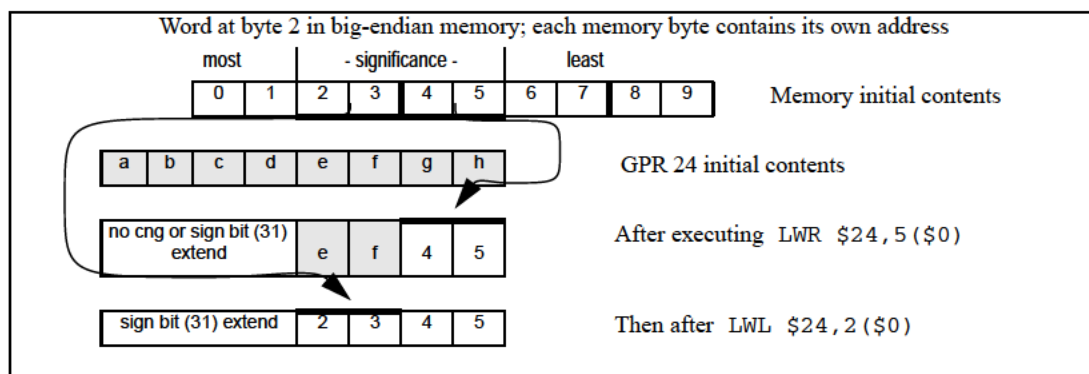 Word at byte 2 in big-endian memory; each memory byte contains its own address
most - significance - least
0 1 2 3 4 5 6 7 8 9 Memory initial contents
a b c d e f g h GPR 24 initial contents
no cng or sign bit (31)
extend e f 4 5 After executing LWR $24,5($0)
sign bit (31) extend 2 3 4 5 Then after LWL $24,2($0)